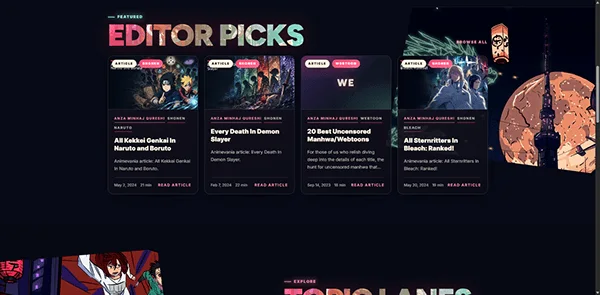 FEATURED
EDITOR PICKS
BROWSE ALL
ARTICLE SHONEN
ANZA MINHAJ QURESHI SHONEN
NARUTO
All Kekkei Genkai In
Naruto and Boruto
Animevania article: All Kekkei Genkai
In Naruto and Boruto.
May 2, 2024 21 min READ ARTICLE
ARTICLE SHONEN
ANZA MINHAJ QURESHI SHONEN
Every Death In Demon
Slayer
Animevania article: Every Death In
Demon Slayer.
Feb 7, 2024 23 min READ ARTICLE
ARTICLE WEBTOON
WE
ANZA MINHAJ QURESHI WEBTOON
20 Best Uncensored
Manhwa/Webtoons
For those of us who relish diving
deep into the details of each title, the
hunt for uncensored manhwa that...
Sep 14, 2023 16 min READ ARTICLE
ARTICLE SHONEN
ANZA MINHAJ QURESHI SHONEN
BLEACH
All Sternritters In
Bleach: Ranked!
Animevania article: All Sternritters In
Bleach: Ranked!
May 20, 2024 19 min READ ARTICLE
EXPLORE
TOPIC LANES